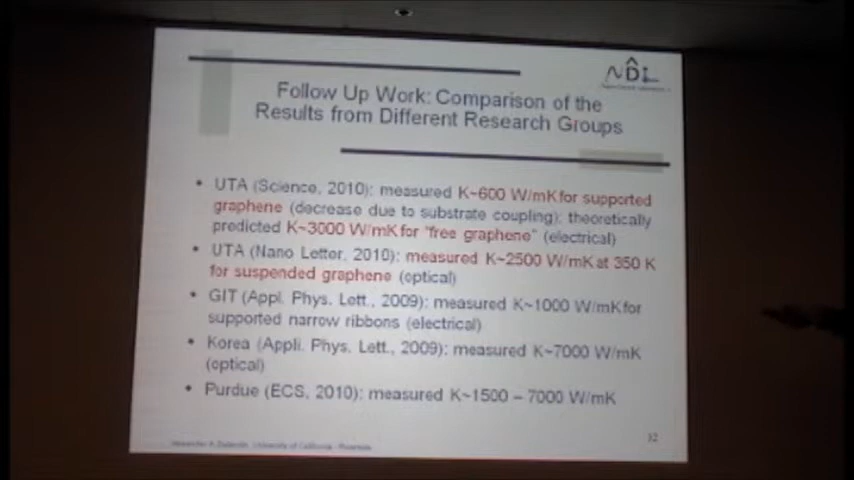 NDL
Follow Up Work: Comparison of the
Results from Different Research Groups
• UTA (Science, 2010): measured K~600 W/mK for supported
graphene (decrease due to substrate coupling): theoretically
predicted K~3000 W/mK for "free graphene" (electrical)
• UTA (Nano Letter, 2010): measured K~2500 W/mK at 350 K
for suspended graphene (optical)
• GIT (Appl. Phys. Lett., 2009): measured K~1000 W/mK for
supported narrow ribbons (electrical)
• Korea (Appli. Phys. Lett., 2009): measured K~7000 W/mK
(optical)
• Purdue (ECS, 2010): measured K~1500 – 7000 W/mK
32